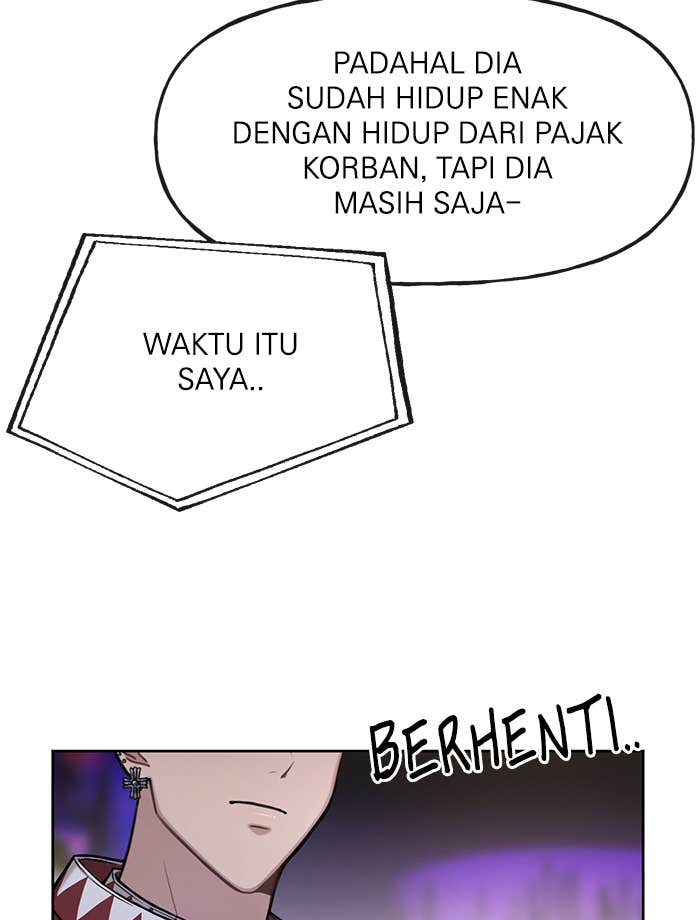 PADAHAL DIA
SUDAH HIDUP ENAK
DENGAN HIDUP DARI PAJAK
KORBAN, TAPI DIA
MASIH SAJA-
WAKTU ITU
SAYA..
BERHENTI..